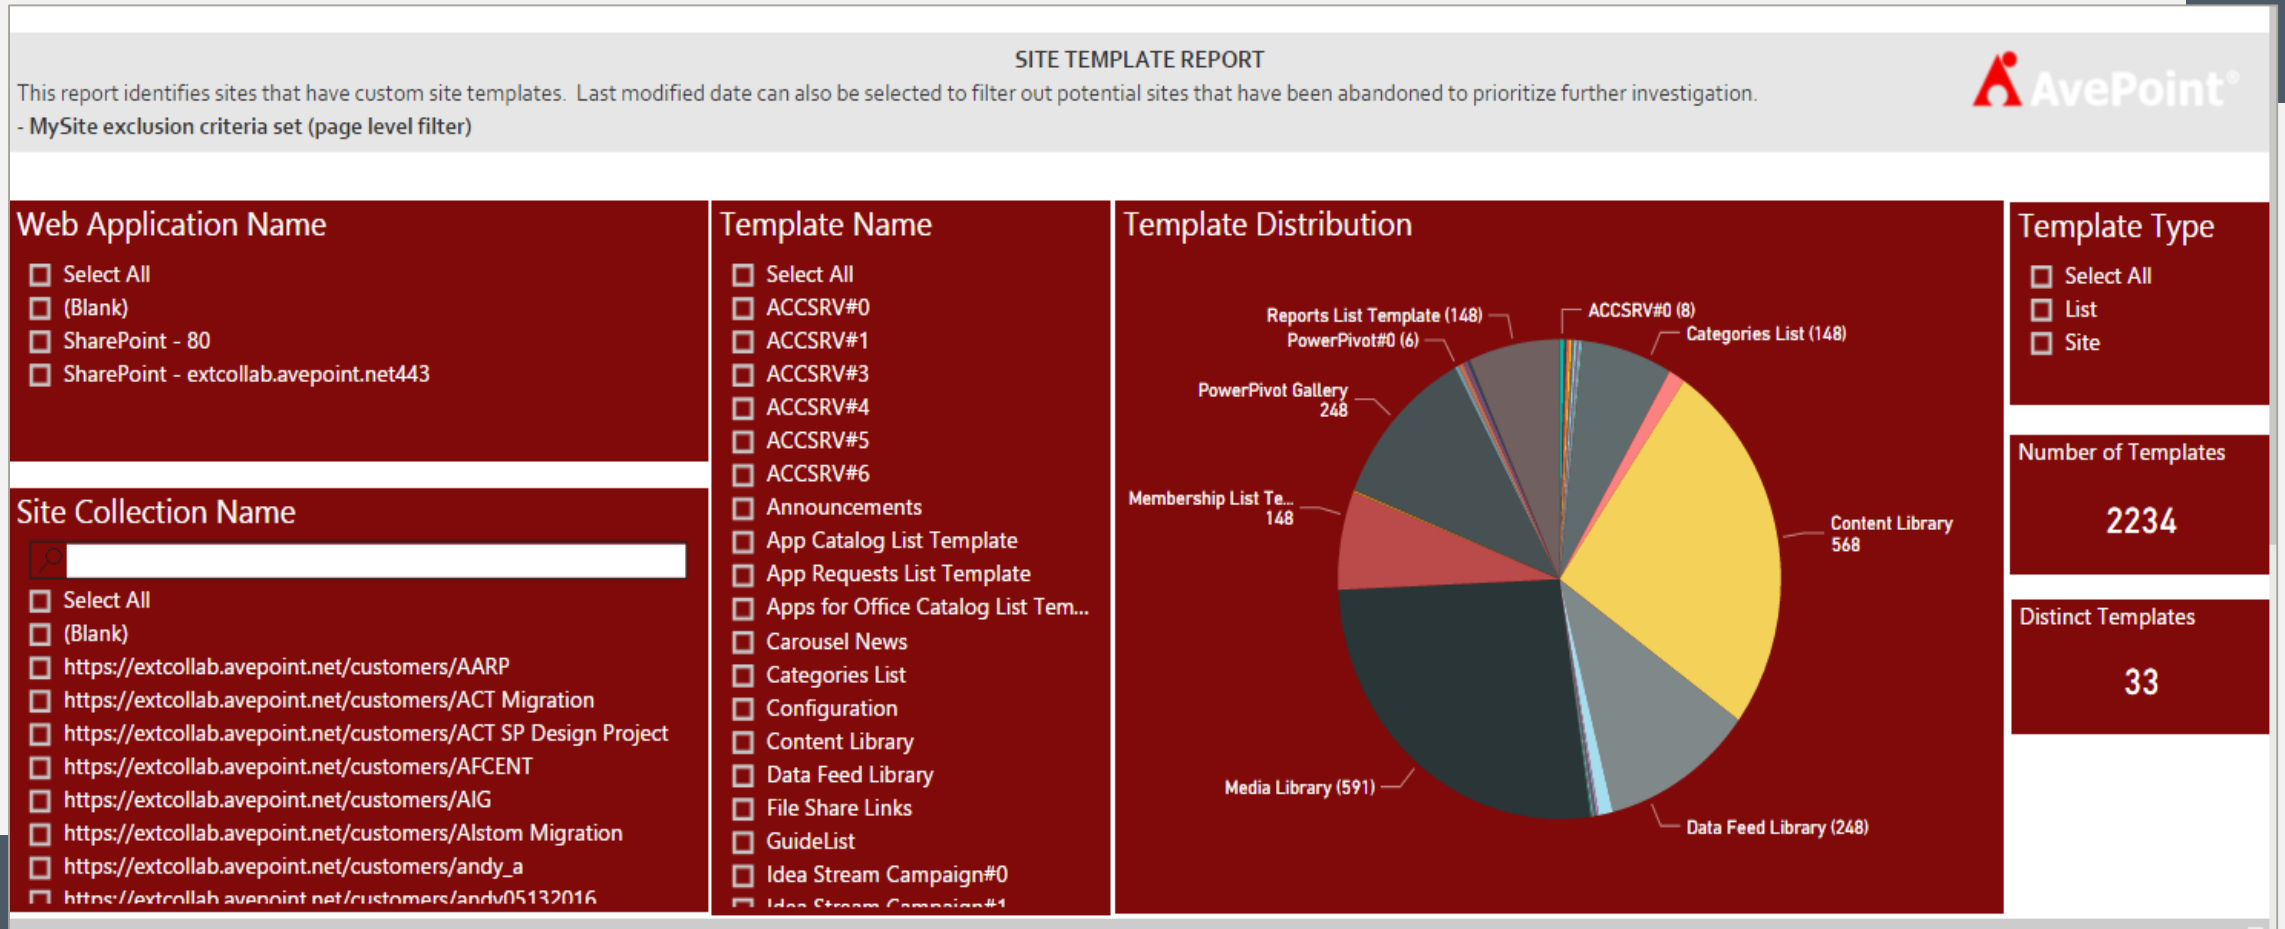 SITE TEMPLATE REPORT
This report identifies sites that have custom site templates. Last modified date can also be selected to filter out potential sites that have been abandoned to prioritize further investigation.
- MySite exclusion criteria set (page level filter)
AvePoint®
Web Application Name
Select All
(Blank)
SharePoint - 80
SharePoint - extcollab.avepoint.net443
Site Collection Name
Select All
(Blank)
https://extcollab.avepoint.net/customers/AARP
https://extcollab.avepoint.net/customers/ACT Migration
https://extcollab.avepoint.net/customers/ACT SP Design Project
https://extcollab.avepoint.net/customers/AFCENT
https://extcollab.avepoint.net/customers/AIG
https://extcollab.avepoint.net/customers/Alstom Migration
https://extcollab.avepoint.net/customers/andy_a
https://extcollab.avepoint.net/customers/andy05132016
Template Name
Select All
ACCSRV#0
ACCSRV#1
ACCSRV#3
ACCSRV#4
ACCSRV#5
ACCSRV#6
Announcements
App Catalog List Template
App Requests List Template
Apps for Office Catalog List Tem...
Carousel News
Categories List
Configuration
Content Library
Data Feed Library
File Share Links
GuideList
Idea Stream Campaign#0
Idea Stream Campaign#1
Template Distribution
Reports List Template (148)
PowerPivot#0 (6)
PowerPivot Gallery
248
Membership List Te...
148
Media Library (591)
ACCSRV#0 (8)
Categories List (148)
Content Library
568
Data Feed Library (248)
Template Type
Select All
List
Site
Number of Templates
2234
Distinct Templates
33